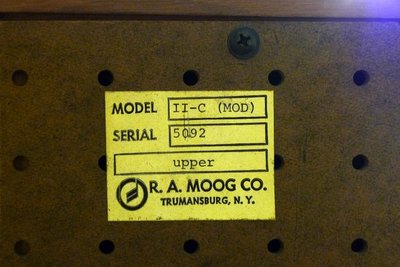 MODEL II-C (MOD)
SERIAL 5092
upper
R. A. MOOG CO.
TRUMANSBURG, N. Y.